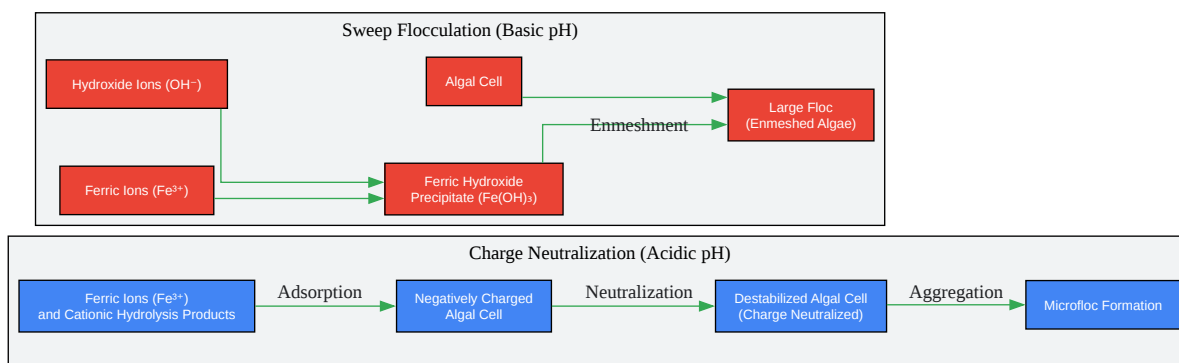 Sweep Flocculation (Basic pH)
Hydroxide Ions (OH⁻)
Algal Cell
Large Floc
(Enmeshed Algae)
Enmeshment
Ferric Ions (Fe³⁺)
Ferric Hydroxide
Precipitate (Fe(OH)₃)
Charge Neutralization (Acidic pH)
Ferric Ions (Fe³⁺)
and Cationic Hydrolysis Products
Adsorption
Negatively Charged
Algal Cell
Neutralization
Destabilized Algal Cell
(Charge Neutralized)
Aggregation
Microfloc Formation